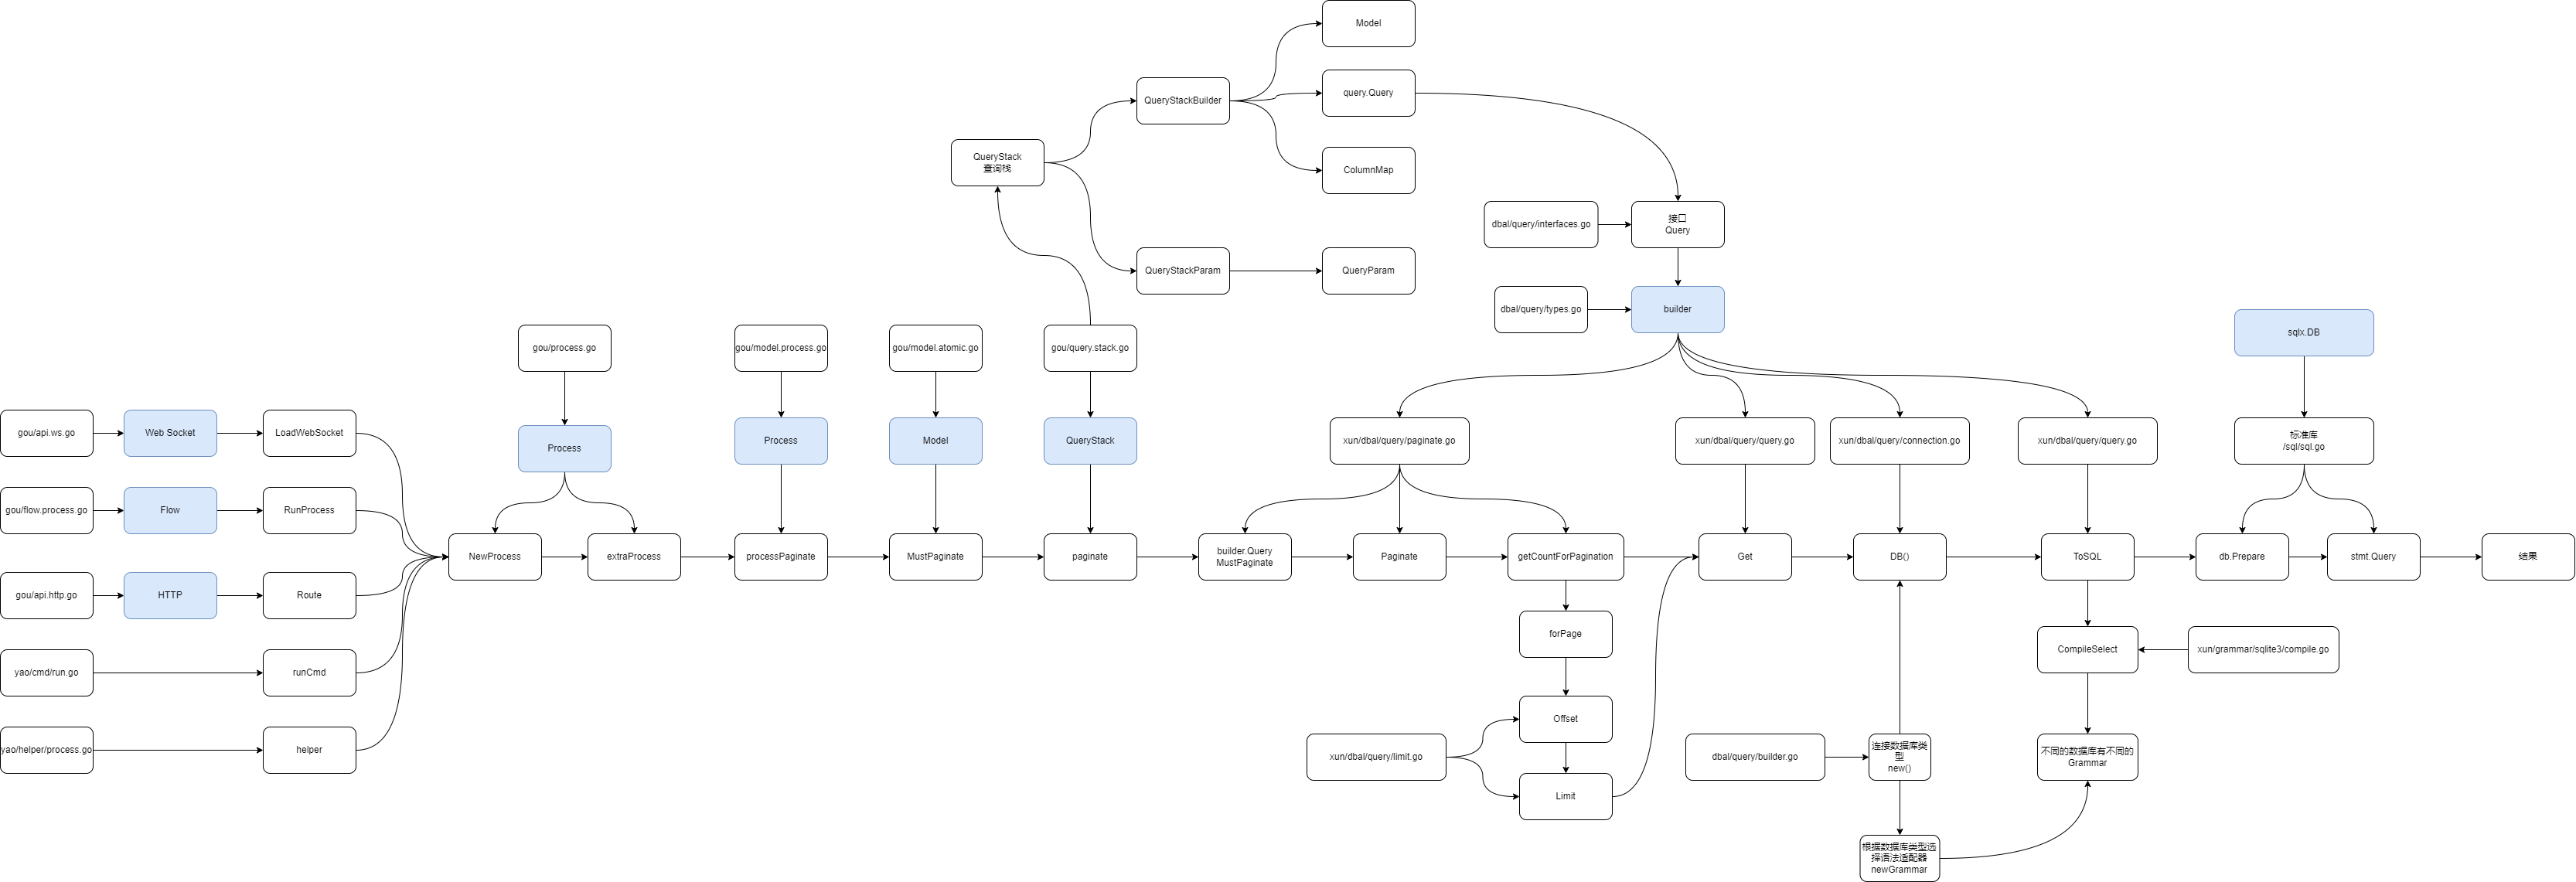 Model
QueryStackBuilder
query.Query
ColumnMap
QueryStack
查询栈
QueryStackParam
QueryParam
dbal/query/interfaces.go
接口
Query
dbal/query/types.go
builder
gou/process.go
gou/model.process.go
gou/model.atomic.go
gou/query.stack.go
sqlx.DB
gou/api.ws.go
Web Socket
LoadWebSocket
Process
Process
Model
QueryStack
xun/dbal/query/paginate.go
xun/dbal/query/query.go
xun/dbal/query/connection.go
xun/dbal/query/query.go
标准库
/sql/sql.go
gou/flow.process.go
Flow
RunProcess
NewProcess
extraProcess
processPaginate
MustPaginate
paginate
builder.Query
MustPaginate
Paginate
getCountForPagination
Get
DB()
ToSQL
db.Prepare
stmt.Query
结果
gou/api.http.go
HTTP
Route
forPage
yao/cmd/run.go
runCmd
CompileSelect
xun/grammar/sqlite3/compile.go
Offset
yao/helper/process.go
helper
xun/dbal/query/limit.go
dbal/query/builder.go
连接数据库类
型
new()
不同的数据库有不同的
Grammar
Limit
根据数据库类型选
择语法适配器
newGrammar